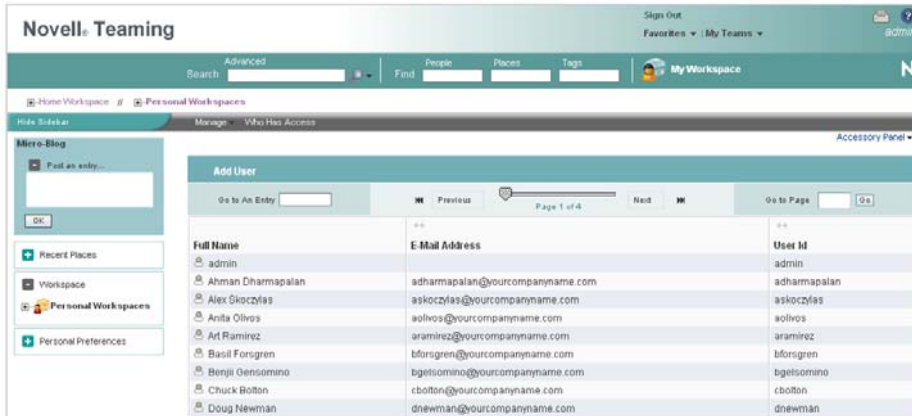 Novell® Teaming
Sign Out
Favorites My Teams
admin
Advanced
Search
People Places Tags
Find
My Workspace
N
Home Workspace // Personal Workspaces
Hide Sidebar
Manage Who Has Access
Accessory Panel
Micro-Blog
Post an entry...
OK
Recent Places
Workspace
Personal Workspaces
Personal Preferences
Add User
Go to An Entry
Previous
Page 1 of 4
Next
Go to Page
Go
Full Name E-Mail Address User Id
admin admin
Ahman Dharmapalan adharmapalan@yourcompanyname.com adharmapalan
Alex Skoczylas askoczylas@yourcompanyname.com askoczylas
Anita Olivos aolivos@yourcompanyname.com aolivos
Art Ramirez aramirez@yourcompanyname.com aramirez
Basil Forsgren bforsgren@yourcompanyname.com bforsgren
Benjii Gensomino bgelsomino@yourcompanyname.com bgelsomino
Chuck Bolton cbolton@yourcompanyname.com cbolton
Doug Newman dnewman@yourcompanyname.com dnewman